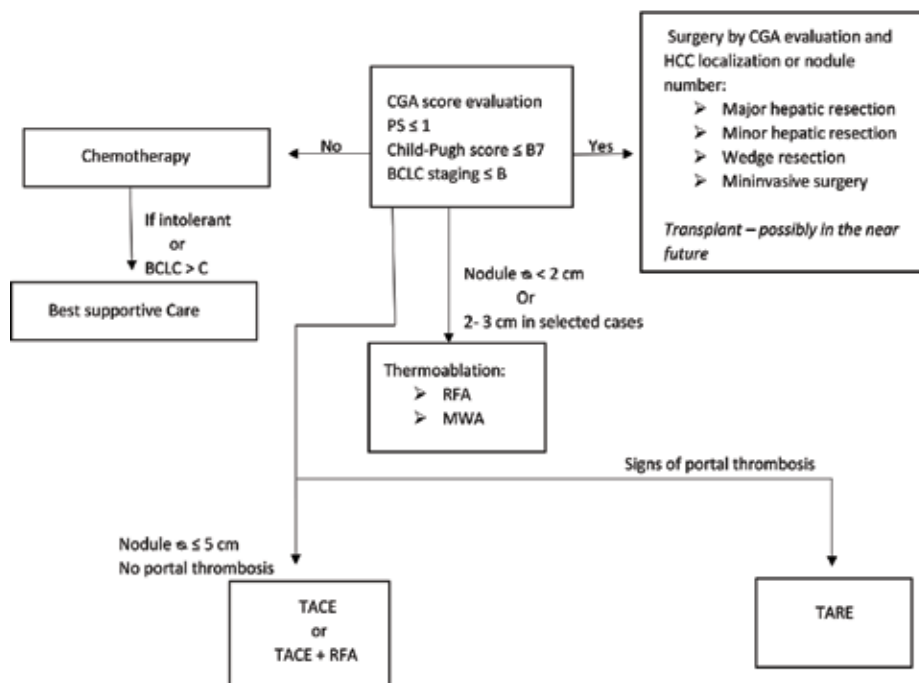 Surgery by CGA evaluation and
HCC localization or nodule
number:
➢ Major hepatic resection
➢ Minor hepatic resection
➢ Wedge resection
➢ Mininvasive surgery
Transplant – possibly in the near
future
CGA score evaluation
PS ≤ 1
Child-Pugh score ≤ B7
BCLC staging ≤ B
No
Yes
Chemotherapy
If intolerant
or
BCLC > C
Best supportive Care
Nodule < 2 cm
Or
2- 3 cm in selected cases
Thermoablation:
➢ RFA
➢ MWA
Signs of portal thrombosis
Nodule ≤ 5 cm
No portal thrombosis
TACE
or
TACE + RFA
TARE